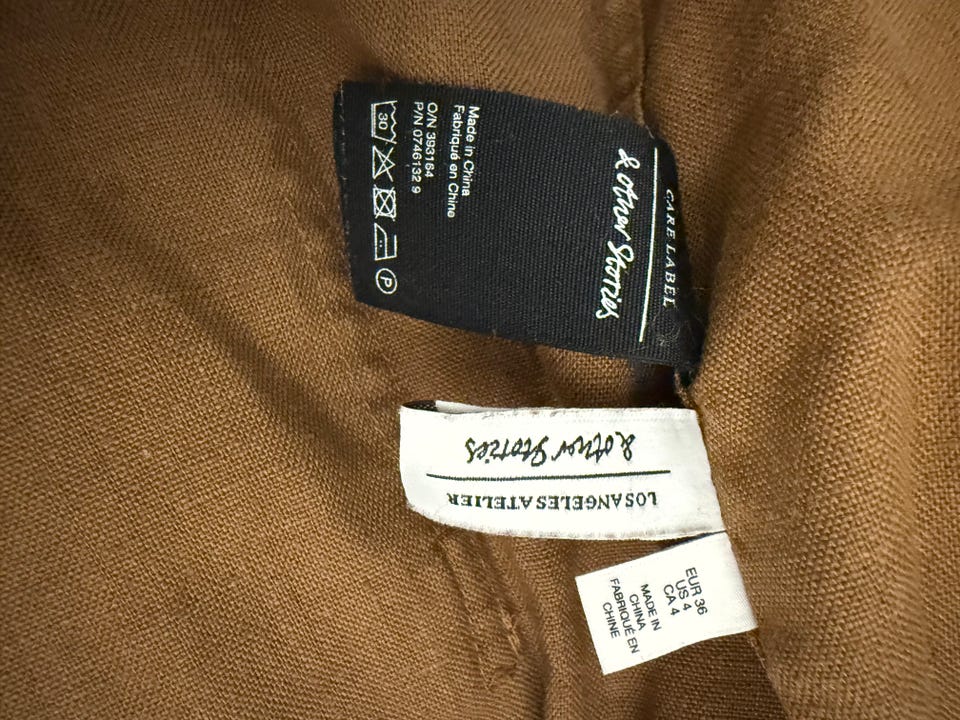 CARE LABEL
& other Stories
Made in China
Fabriqué en Chine
O/N 393164
P/N 0746132 9
30
P
& other Stories
LOS ANGELES ATELIER
EUR 36
US 4
CA 4
MADE IN
CHINA
FABRIQUÉ EN
CHINE